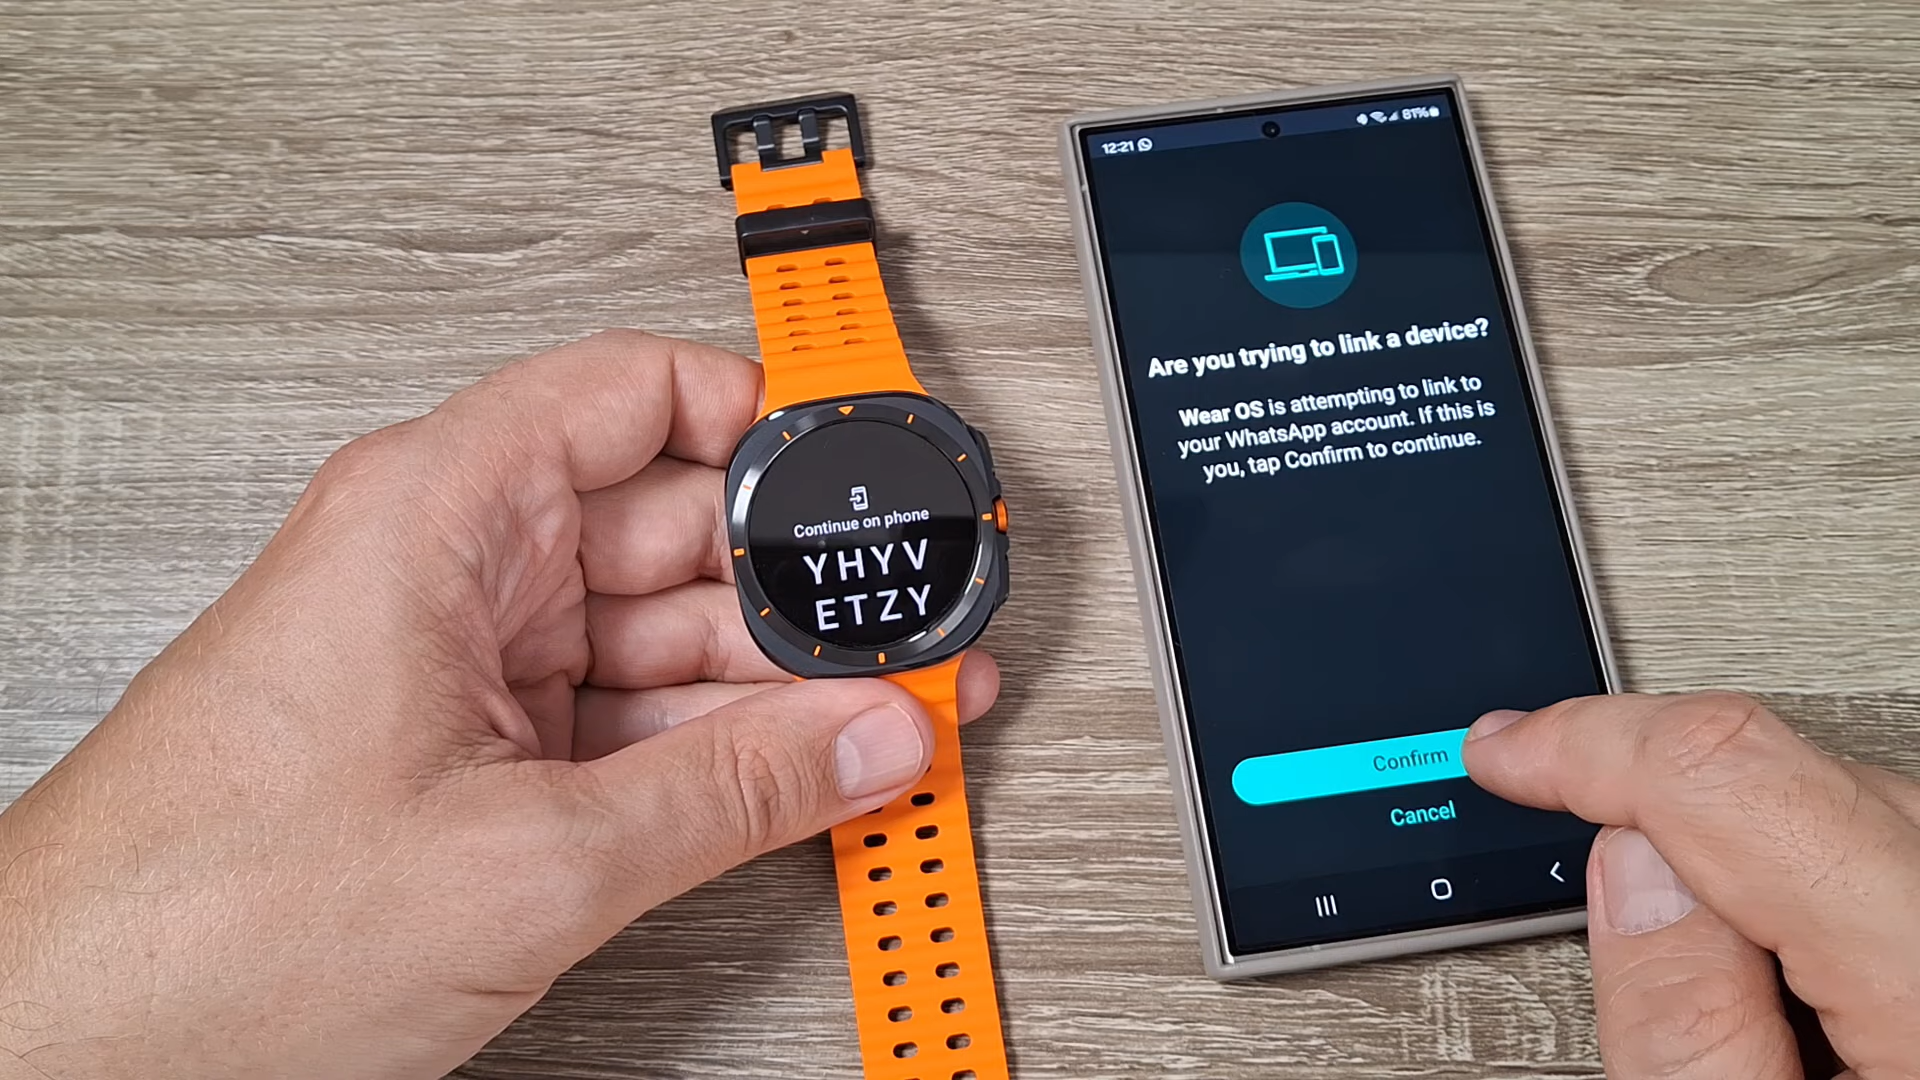 Continue on phone
YHYV
ETZY
12:21
81%
Are you trying to link a device?
Wear OS is attempting to link to
your WhatsApp account. If this is
you, tap Confirm to continue.
Confirm
Cancel